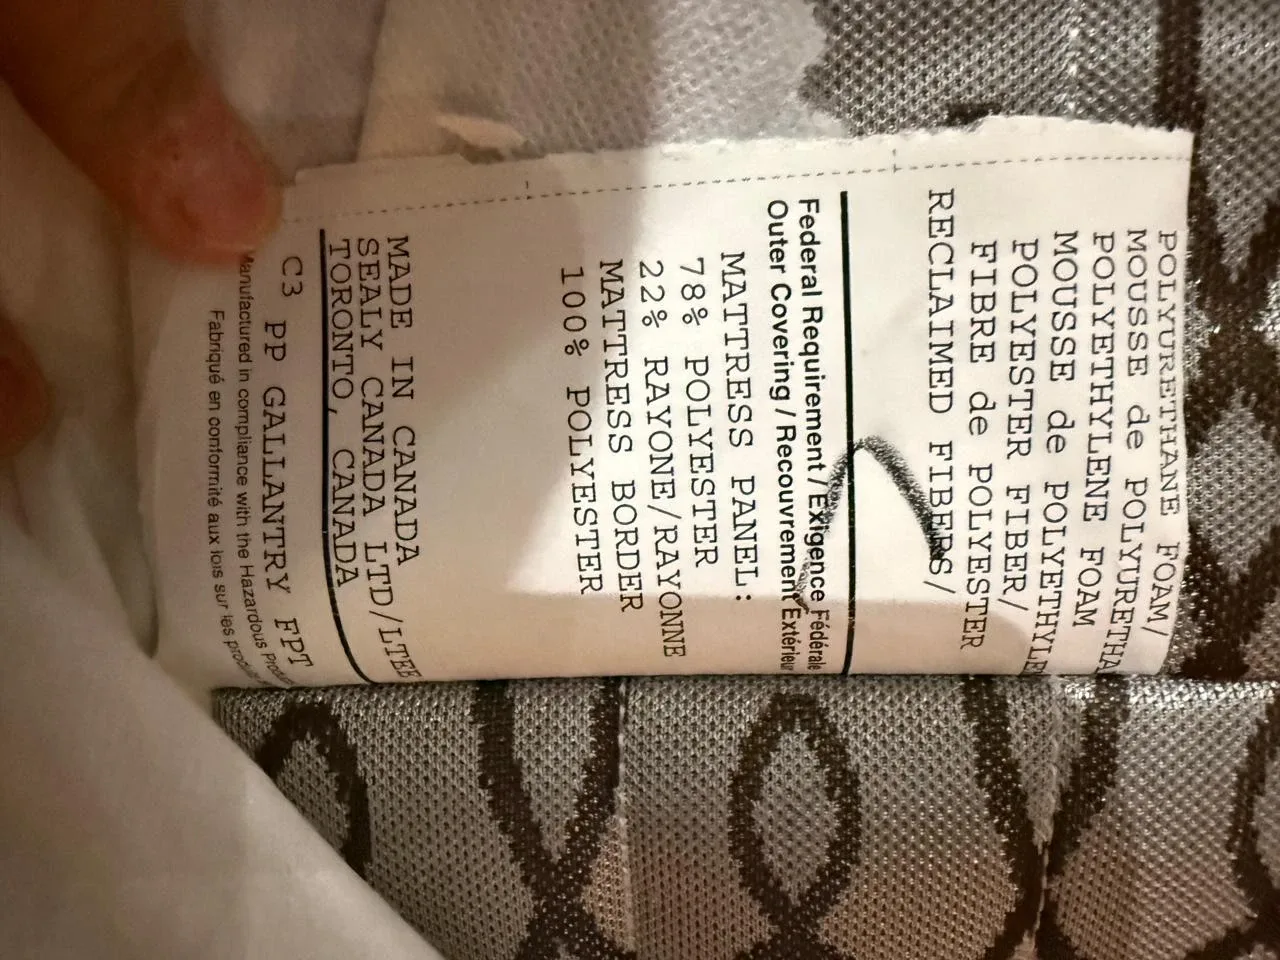 POLYURETHANE FOAM/
MOUSSE de POLYURETHA
POLYETHYLENE FOAM
MOUSSE de POLYETHYLE
POLYESTER FIBER/
FIBRE de POLYESTER
RECLAIMED FIBERS/
Federal Requirement / Exigence Fédérale
Outer Covering / Recouvrement Extérieur
MATTRESS PANEL:
78% POLYESTER
22% RAYONE/RAYONNE
MATTRESS BORDER
100% POLYESTER
MADE IN CANADA
SEALY CANADA LTD/LTEE
TORONTO, CANADA
C3 PP GALLANTRY FPT
Manufactured in compliance with the Hazardous Produ
Fabriqué en conformité aux lois sur les produ